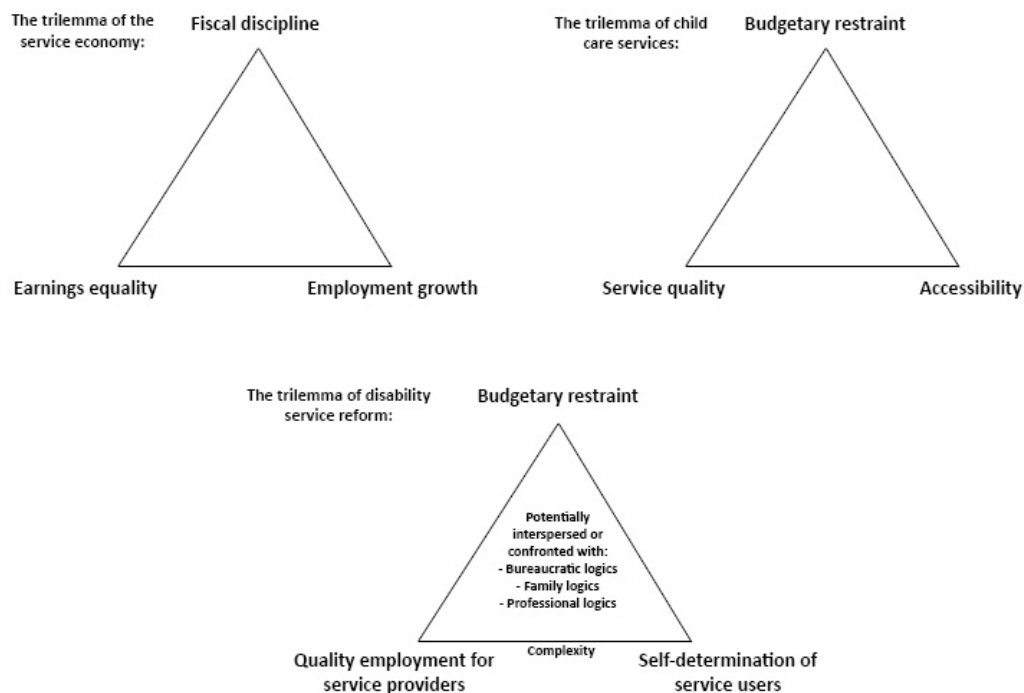 The trilemma of the
service economy:
Fiscal discipline
Earnings equality
Employment growth
The trilemma of child
care services:
Budgetary restraint
Service quality
Accessibility
The trilemma of disability
service reform:
Budgetary restraint
Potentially
interspersed or
confronted with:
- Bureaucratic logics
- Family logics
- Professional logics
Complexity
Quality employment for
service providers
Self-determination of
service users